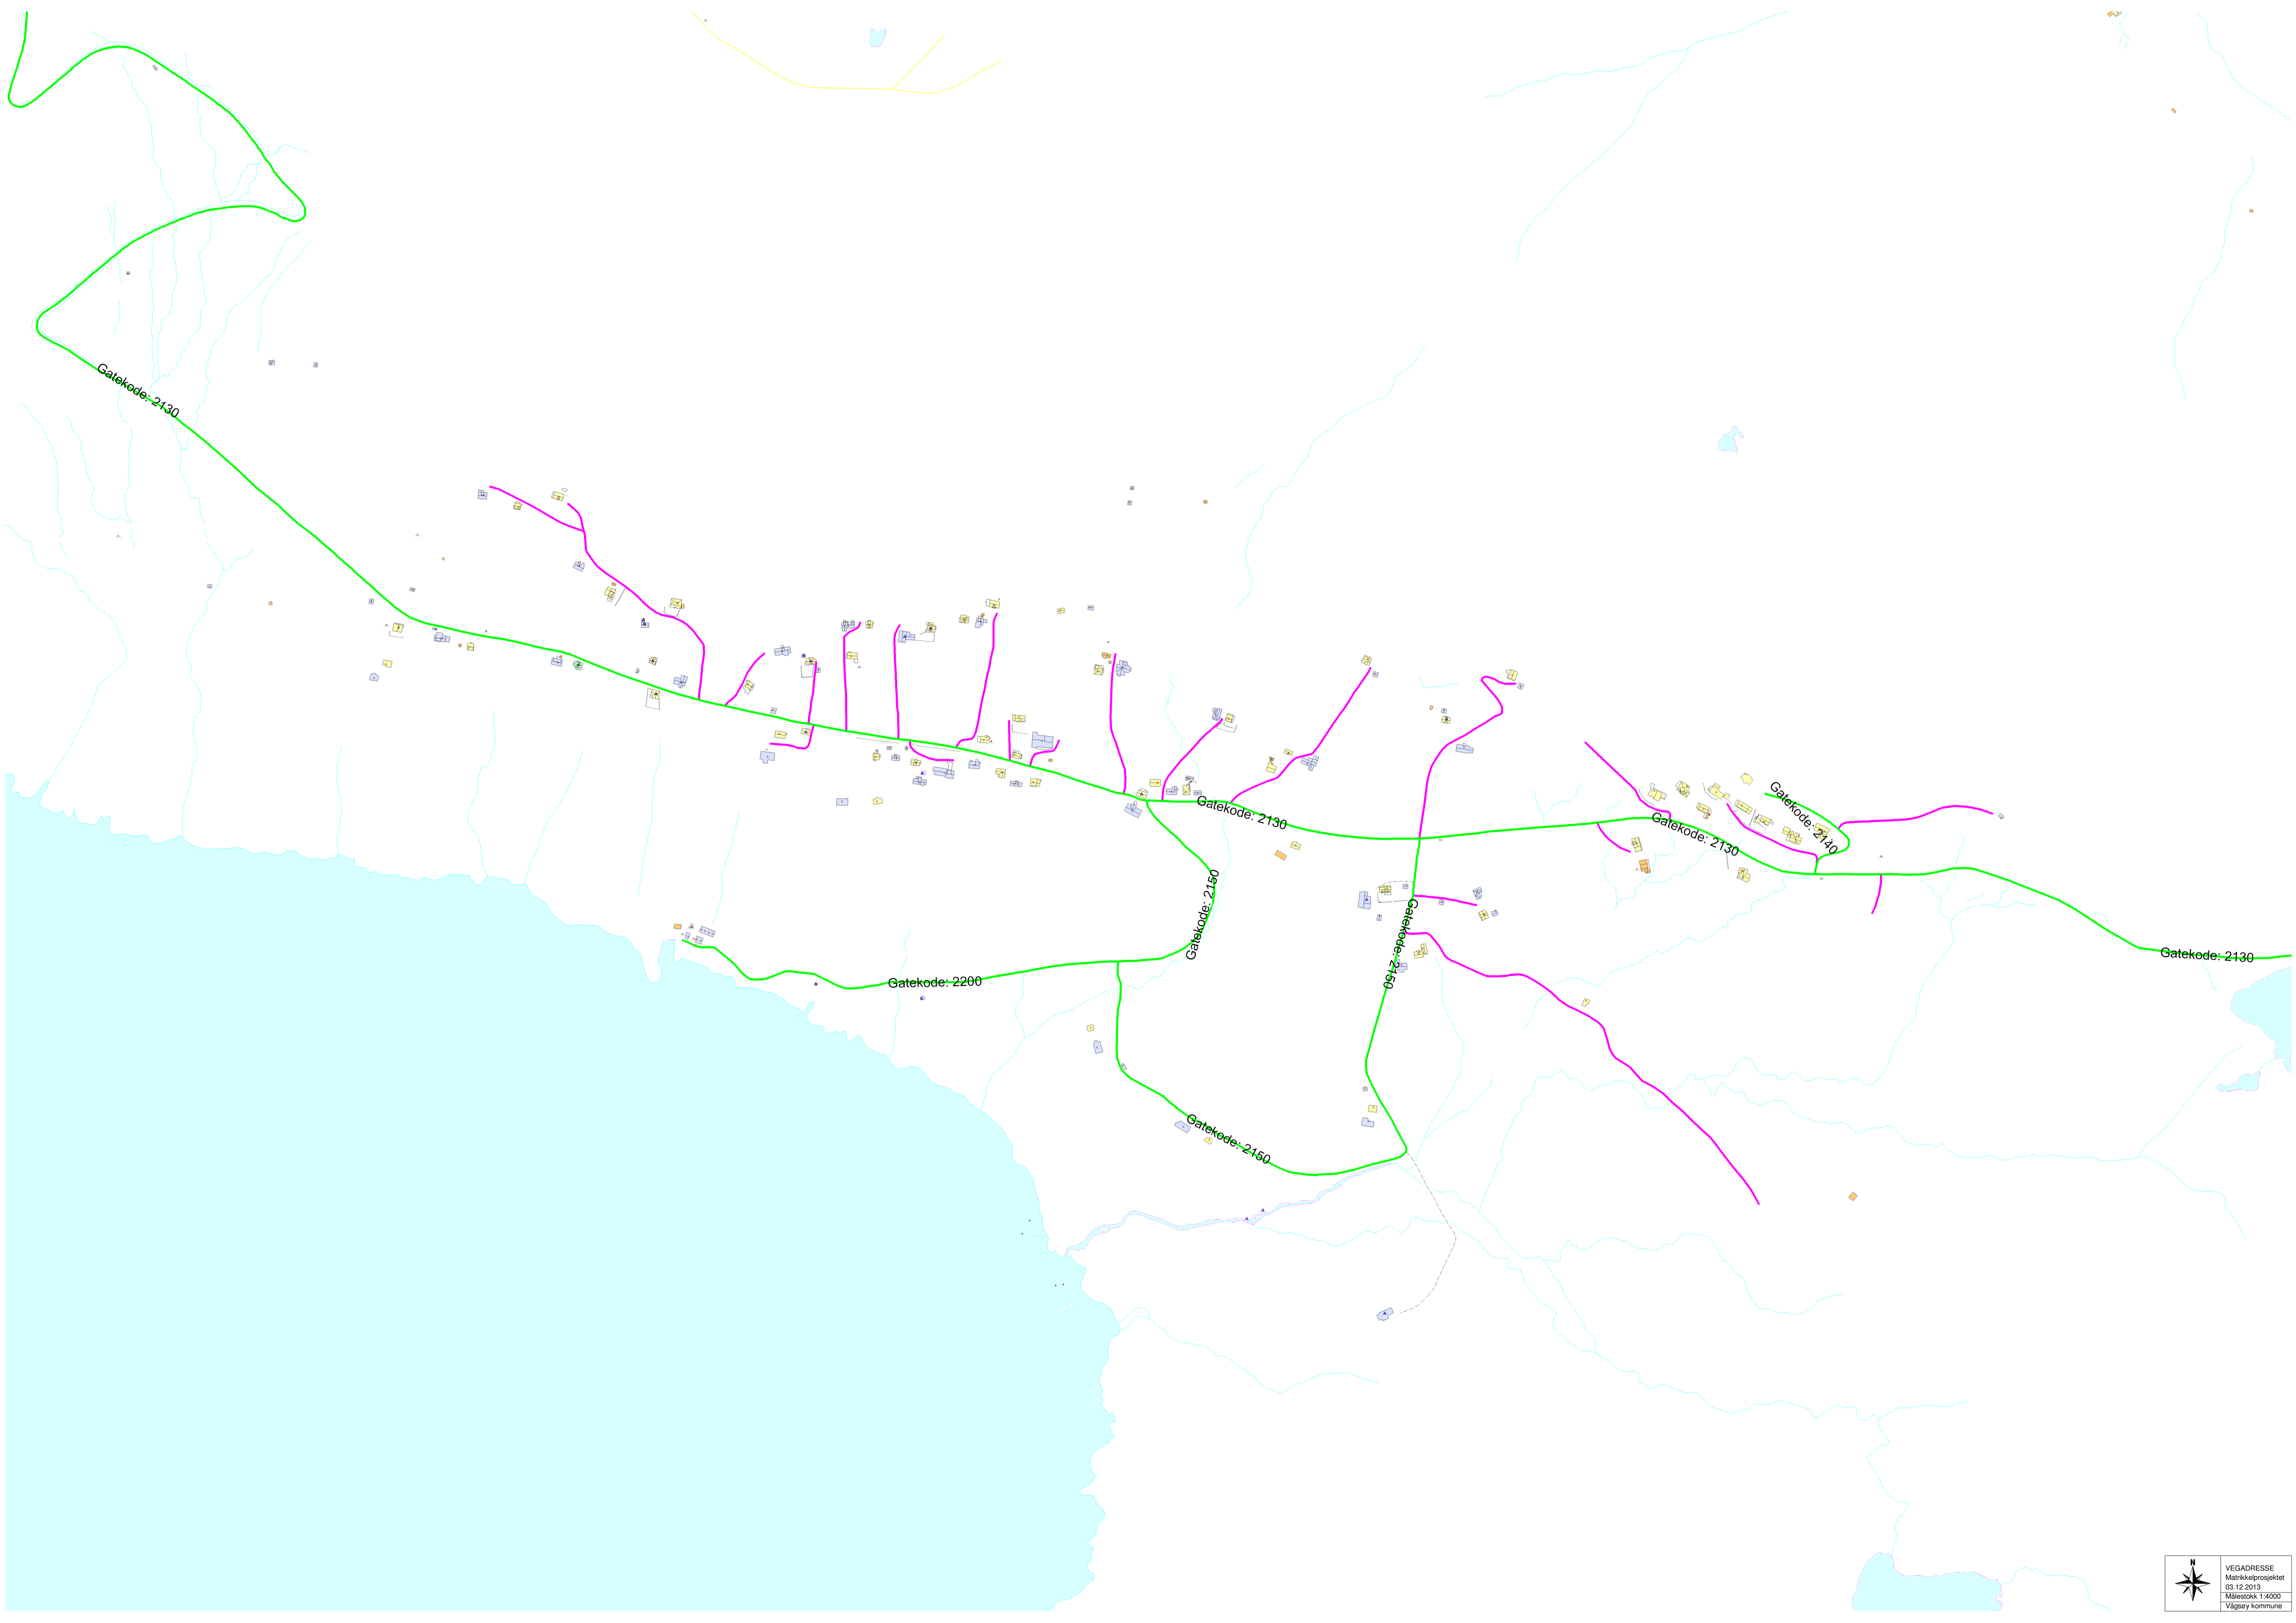 Gatekode: 2130
Gatekode: 2130
Gatekode: 2130
Gatekode: 2140
Gatekode: 2150
Gatekode: 2150
Gatekode: 2130
Gatekode: 2200
Gatekode: 2150
N
VEGADRESSE
Matrikkelprosjektet
03.12.2013
Målestokk 1:4000
Vågsøy kommune